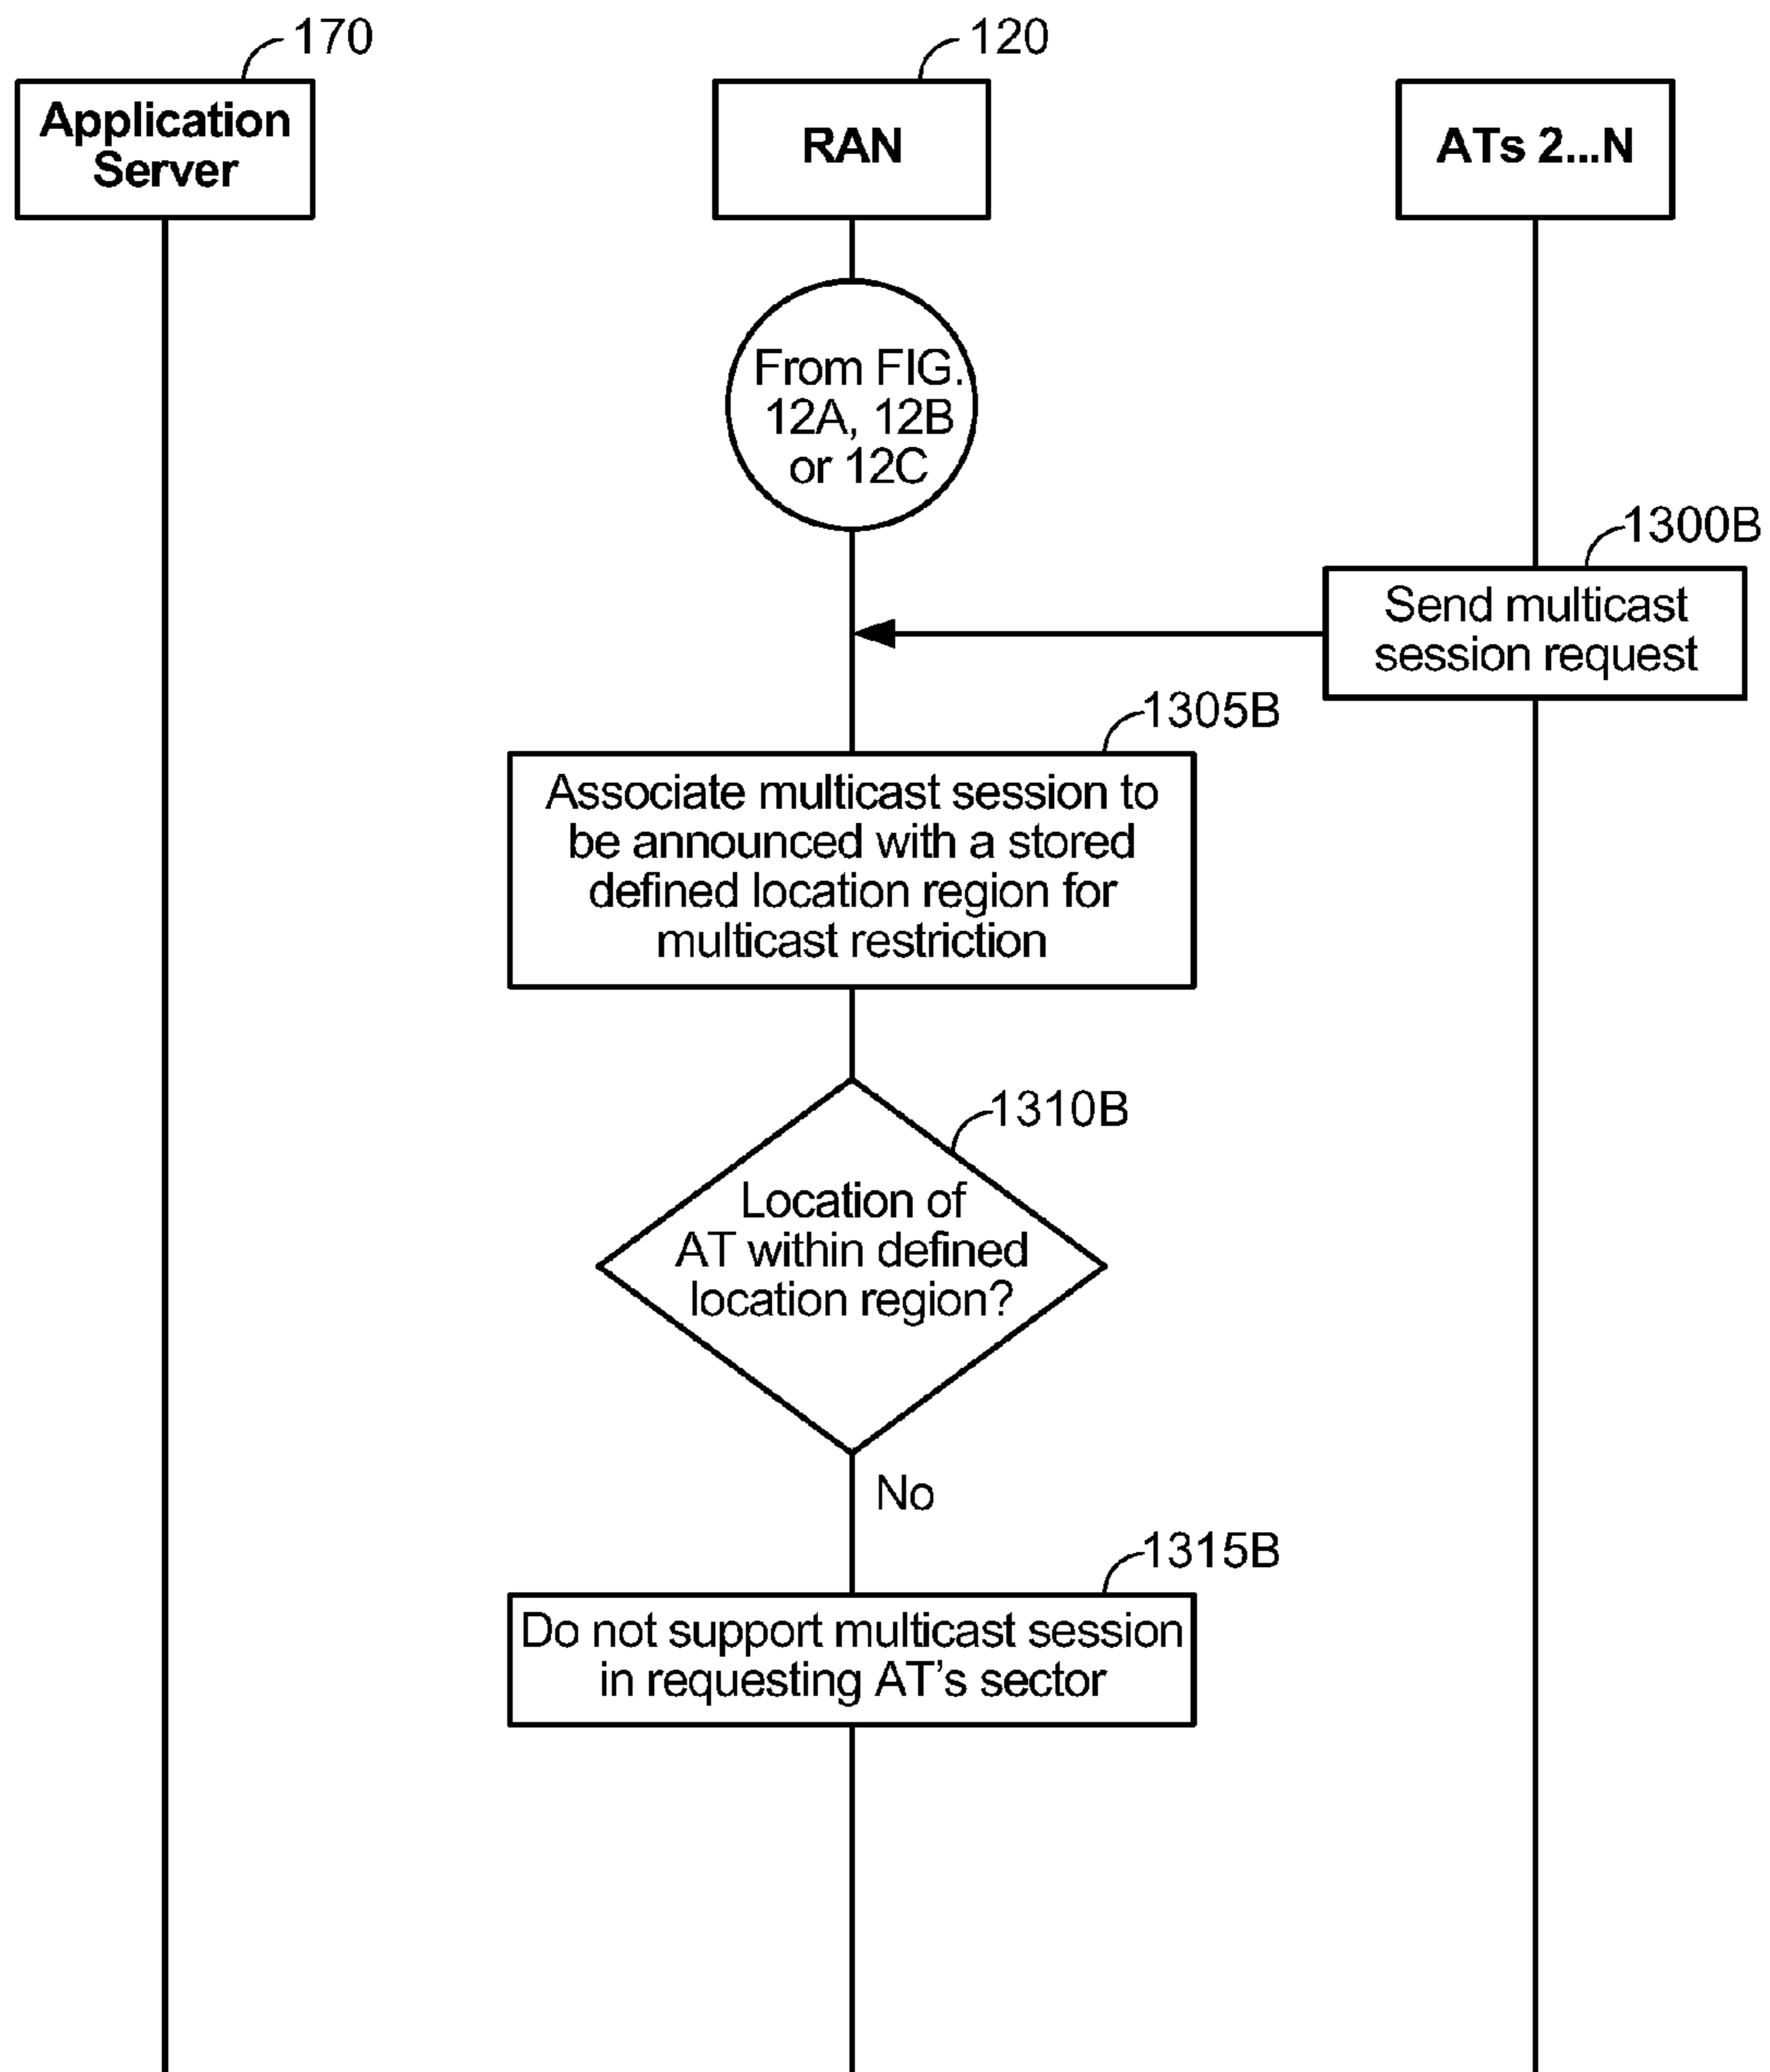 170
120
Application
Server
RAN
ATs 2...N
From FIG.
12A, 12B
or 12C
1300B
Send multicast
session request
1305B
Associate multicast session to
be announced with a stored
defined location region for
multicast restriction
1310B
Location of
AT within defined
location region?
No
1315B
Do not support multicast session
in requesting AT's sector